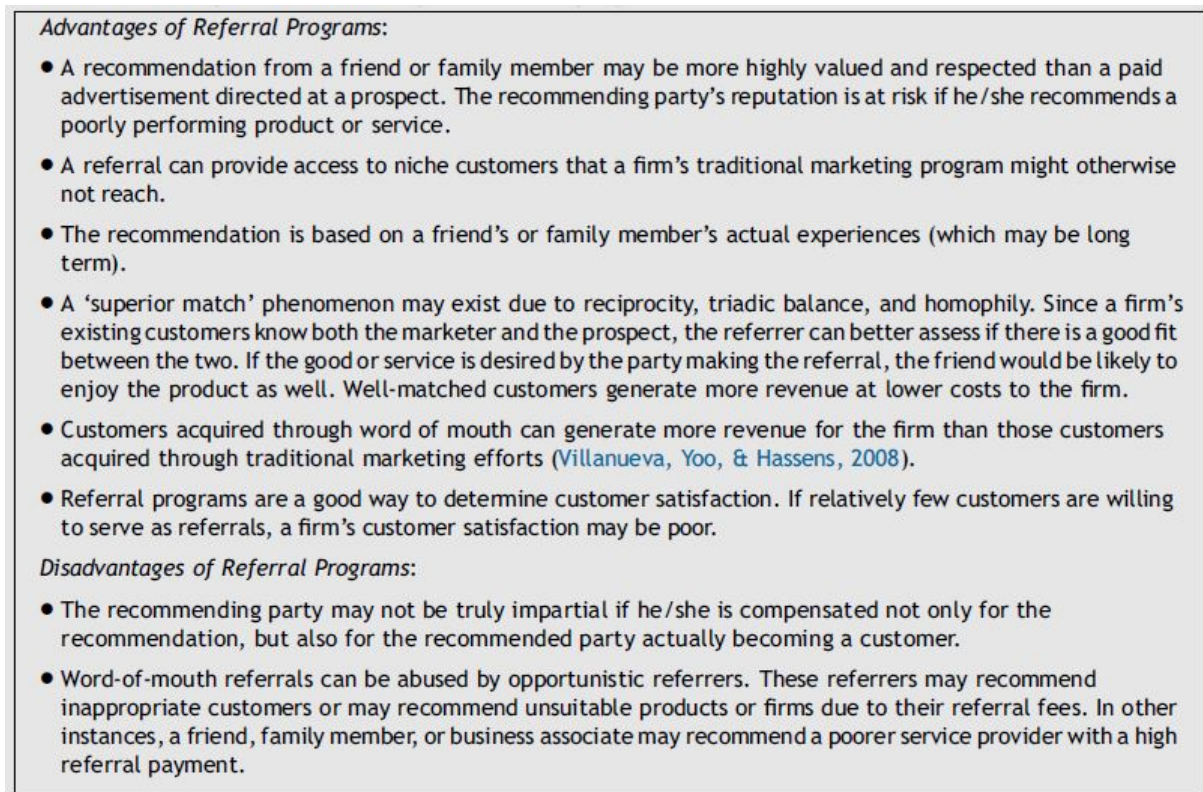 Advantages of Referral Programs:
● A recommendation from a friend or family member may be more highly valued and respected than a paid
advertisement directed at a prospect. The recommending party's reputation is at risk if he/she recommends a
poorly performing product or service.
● A referral can provide access to niche customers that a firm's traditional marketing program might otherwise
not reach.
● The recommendation is based on a friend's or family member's actual experiences (which may be long
term).
● A 'superior match' phenomenon may exist due to reciprocity, triadic balance, and homophily. Since a firm's
existing customers know both the marketer and the prospect, the referrer can better assess if there is a good fit
between the two. If the good or service is desired by the party making the referral, the friend would be likely to
enjoy the product as well. Well-matched customers generate more revenue at lower costs to the firm.
● Customers acquired through word of mouth can generate more revenue for the firm than those customers
acquired through traditional marketing efforts (Villanueva, Yoo, & Hassens, 2008).
● Referral programs are a good way to determine customer satisfaction. If relatively few customers are willing
to serve as referrals, a firm's customer satisfaction may be poor.
Disadvantages of Referral Programs:
● The recommending party may not be truly impartial if he/she is compensated not only for the
recommendation, but also for the recommended party actually becoming a customer.
● Word-of-mouth referrals can be abused by opportunistic referrers. These referrers may recommend
inappropriate customers or may recommend unsuitable products or firms due to their referral fees. In other
instances, a friend, family member, or business associate may recommend a poorer service provider with a high
referral payment.